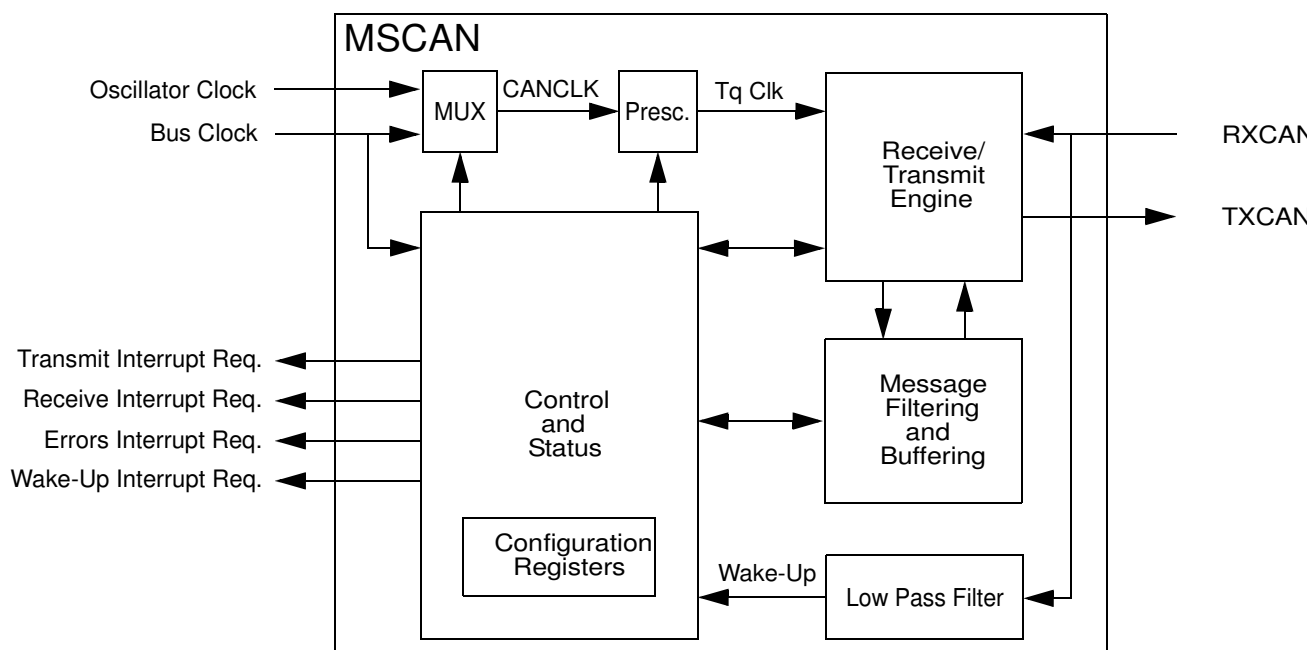 MSCAN
Oscillator Clock
MUX
CANCLK
Presc.
Tq Clk
Bus Clock
Receive/
Transmit
Engine
RXCAN
TXCAN
Transmit Interrupt Req.
Receive Interrupt Req.
Errors Interrupt Req.
Wake-Up Interrupt Req.
Control
and
Status
Message
Filtering
and
Buffering
Configuration
Registers
Wake-Up
Low Pass Filter